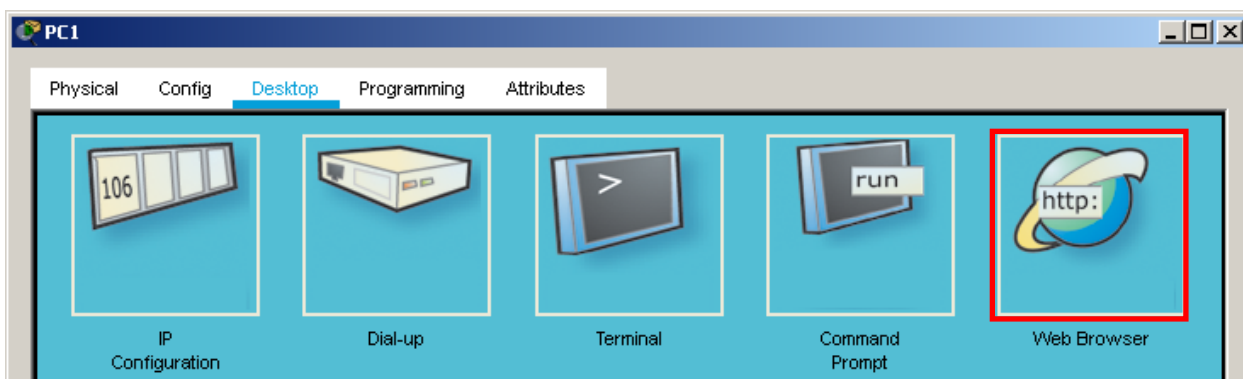 PC1
Physical Config Desktop Programming Attributes
106
>
run
http:
IP Configuration
Dial-up
Terminal
Command Prompt
Web Browser